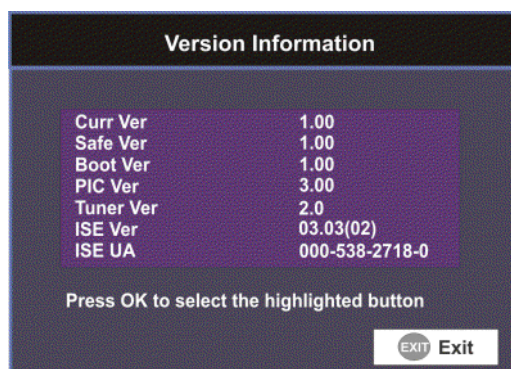 Version Information
Curr Ver 1.00
Safe Ver 1.00
Boot Ver 1.00
PIC Ver 3.00
Tuner Ver 2.0
ISE Ver 03.03(02)
ISE UA 000-538-2718-0
Press OK to select the highlighted button
EXIT Exit